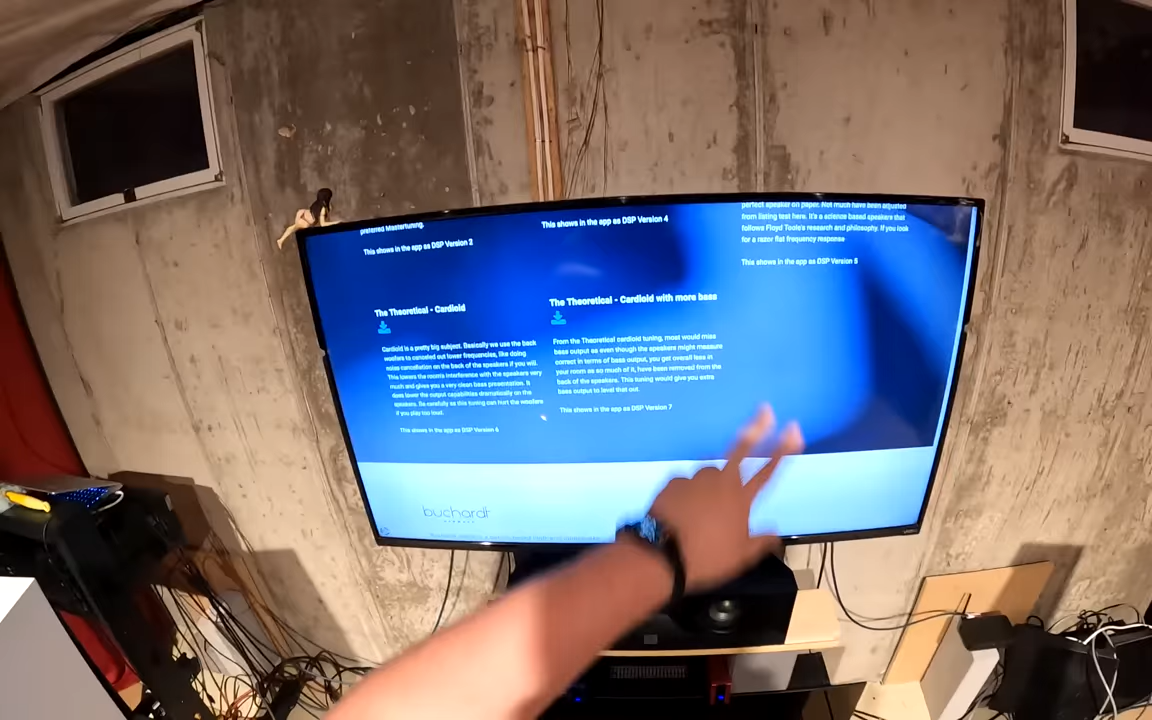 preferred Mastertuning.
This shows in the app as DSP Version 2
This shows in the app as DSP Version 4
perfect speaker on paper. Not much have been adjusted
from listing test here. It's a science based speakers that
follows Floyd Toole's research and philosophy. If you look
for a razor flat frequency response
This shows in the app as DSP Version 5
The Theoretical - Cardioid
Cardioid is a pretty big subject. Basically we use the back
woofers to canceled out lower frequencies, like doing
noise cancellation on the back of the speakers if you will.
This lowers the rooms interference with the speakers very
much and gives you a very clean bass presentation. It
does lower the output capabilities dramatically on the
speakers. So carefully as this tuning can hurt the woofers
if you play too loud.
This shows in the app as DSP Version 6
The Theoretical - Cardioid with more bass
From the Theoretical cardioid tuning, most would miss
bass output as even though the speakers might measure
correct in terms of bass output, you get overall less in
your room as so much of it, have been removed from the
back of the speakers. This tuning would give you extra
bass output to level that out.
This shows in the app as DSP Version 7
buchardt